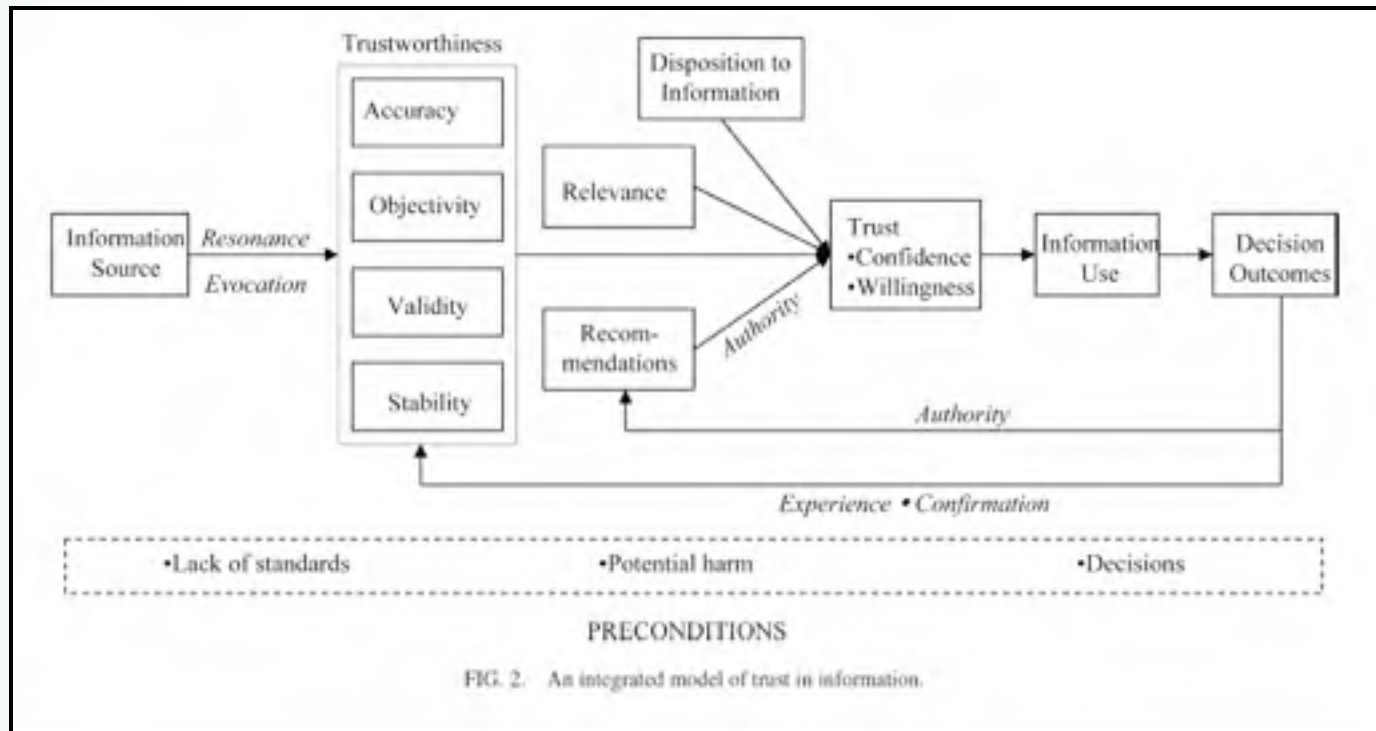 Trustworthiness
Accuracy
Objectivity
Validity
Stability
Information
Source
Resonance
Evocation
Disposition to
Information
Relevance
Recom-
mendations
Authority
Trust
•Confidence
•Willingness
Information
Use
Decision
Outcomes
Authority
Experience • Confirmation
•Lack of standards
•Potential harm
•Decisions
PRECONDITIONS
FIG. 2. An integrated model of trust in information.